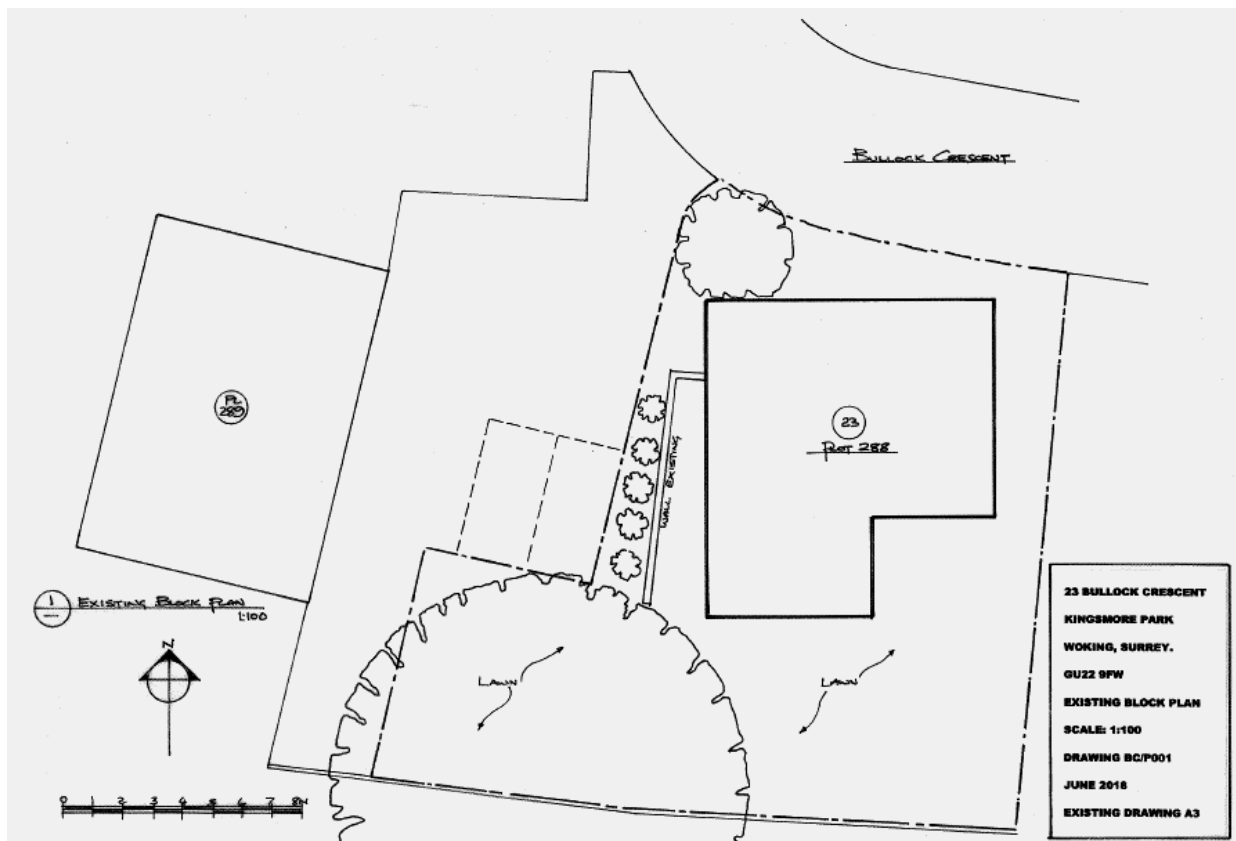 BULLOCK CRESCENT
PL
289
23
PLOT 288
WALL EXISTING
1
EXISTING BLOCK PLAN
1:100
N
LAWN
LAWN
0 1 2 3 4 5 6 7 8M
23 BULLOCK CRESCENT
KINGSMORE PARK
WOKING, SURREY.
GU22 9FW
EXISTING BLOCK PLAN
SCALE: 1:100
DRAWING BC/P001
JUNE 2018
EXISTING DRAWING A3